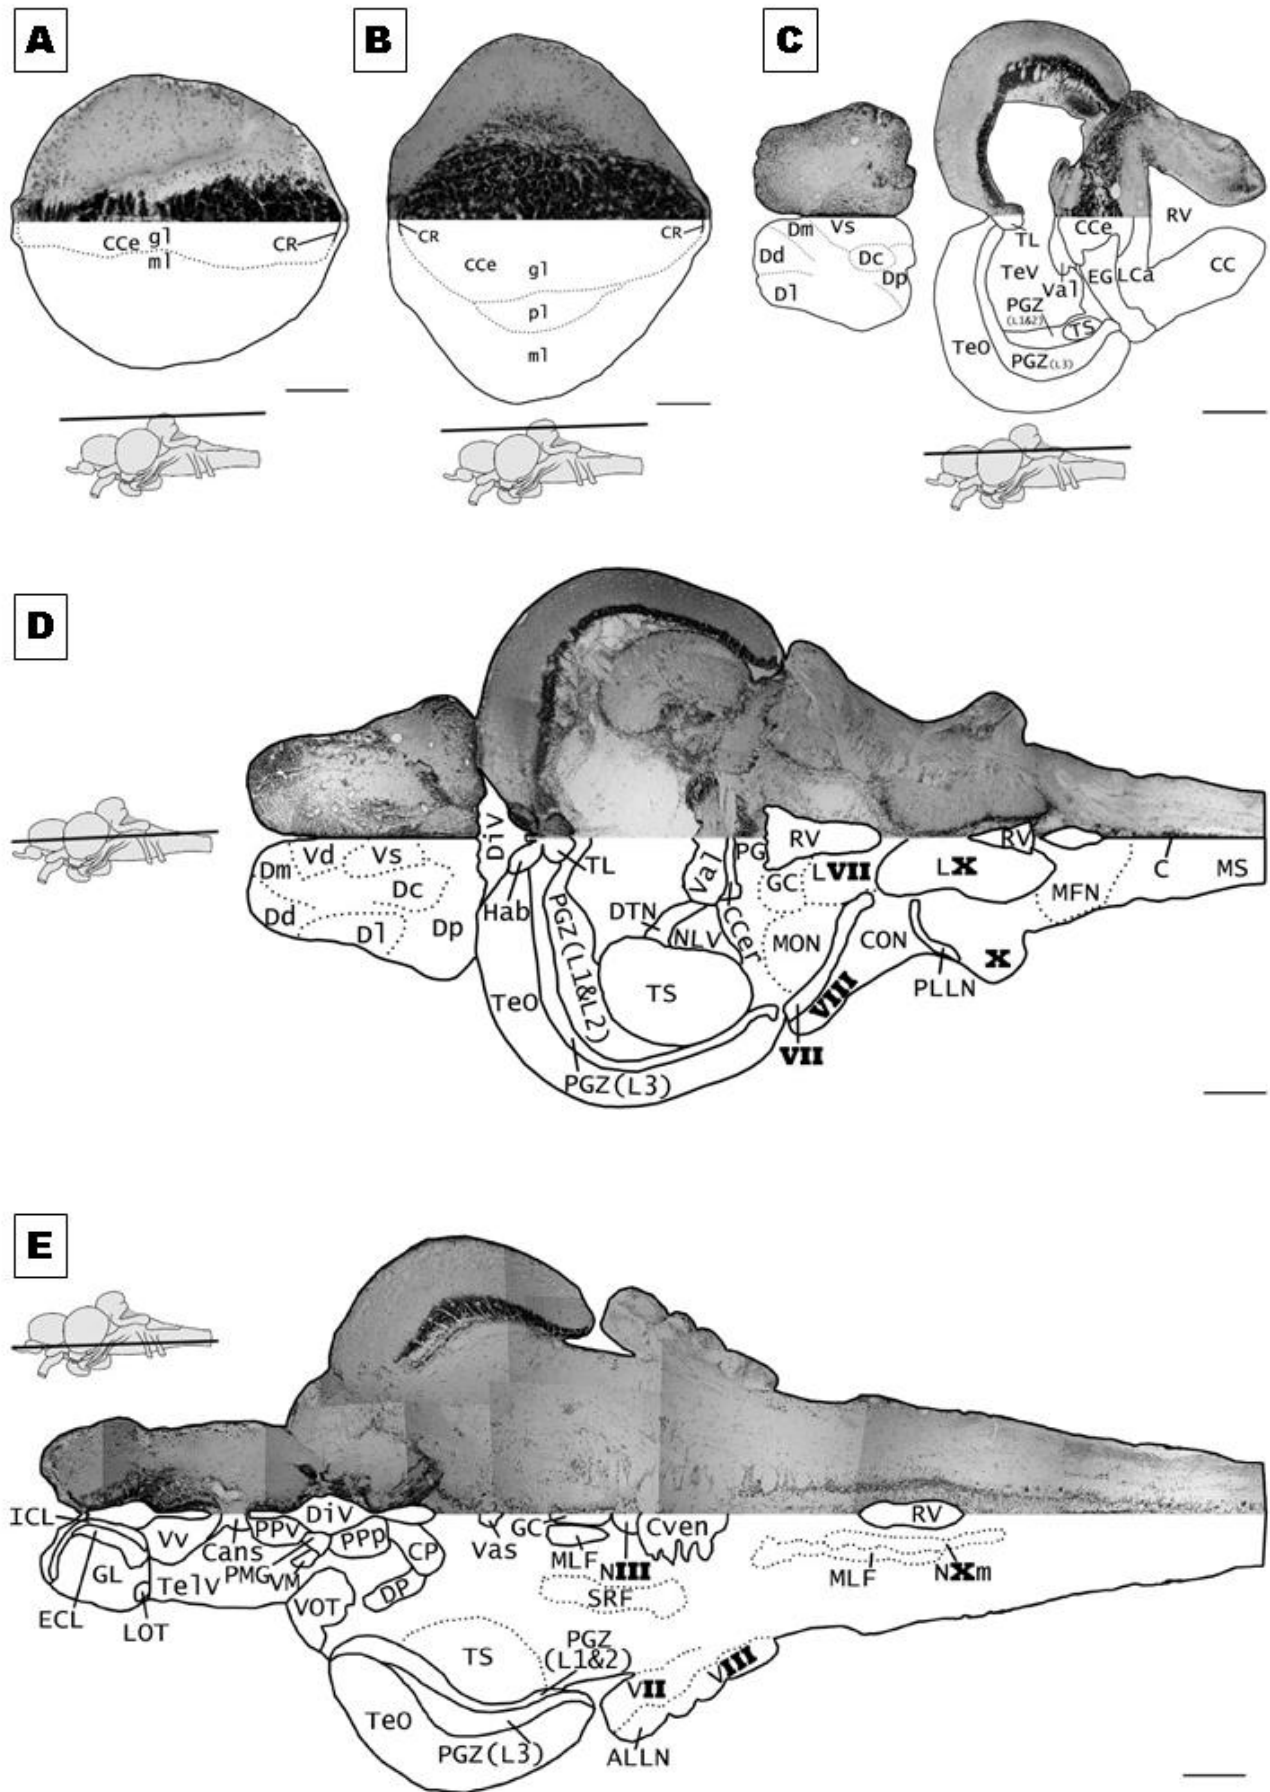 A
B
C
CCe gl
ml
CR
CR
CR
CCe
gl
pl
ml
Dm
Vs
Dd
Dc
Dp
Dl
RV
TL
CCe
TeV
Val
EG
LCa
CC
PGZ
(L1&2)
TS
TeO
PGZ(L3)
D
DiV
RV
RV
Vd
Vs
Dm
Dc
Dd
Dl
Dp
Hab
TL
Val
PG
GC
LVII
LX
C
MS
MFN
DTN
NLV
CCer
MON
CON
PGZ(L1&L2)
TeO
TS
VIII
PLLN
X
VII
PGZ(L3)
E
ICL
DiV
RV
Vv
PPv
PPp
GC
Cven
Cans
CP
Vas
MLF
NIII
GL
TelV
PMG
VM
MLF
NXm
DP
SRF
ECL
LOT
VOT
TS
PGZ
(L1&2)
VII
VIII
TeO
PGZ(L3)
ALLN